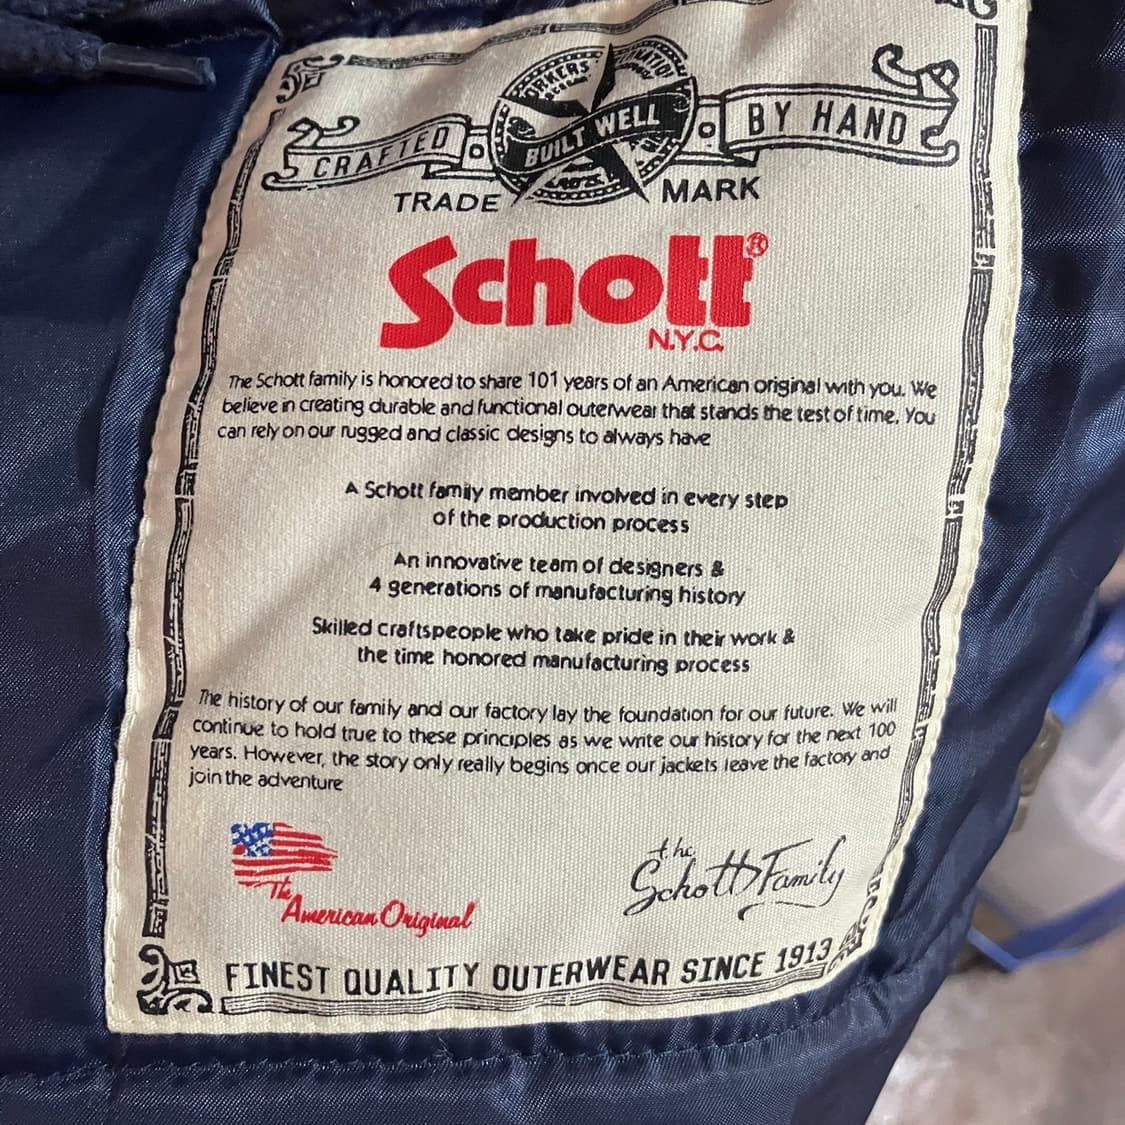 CRAFTED
BUILT WELL
BY HAND
TRADE MARK
Schott®
N.Y.C.
The Schott family is honored to share 101 years of an American original with you. We
believe in creating durable and functional outerwear that stands the test of time. You
can rely on our rugged and classic designs to always have
A Schott family member involved in every step
of the production process
An innovative team of designers &
4 generations of manufacturing history
Skilled craftspeople who take pride in their work &
the time honored manufacturing process
The history of our family and our factory lay the foundation for our future. We will
continue to hold true to these principles as we write our history for the next 100
years. However, the story only really begins once our jackets leave the factory and
join the adventure
The
American Original
the
Schott Family
FINEST QUALITY OUTERWEAR SINCE 1913